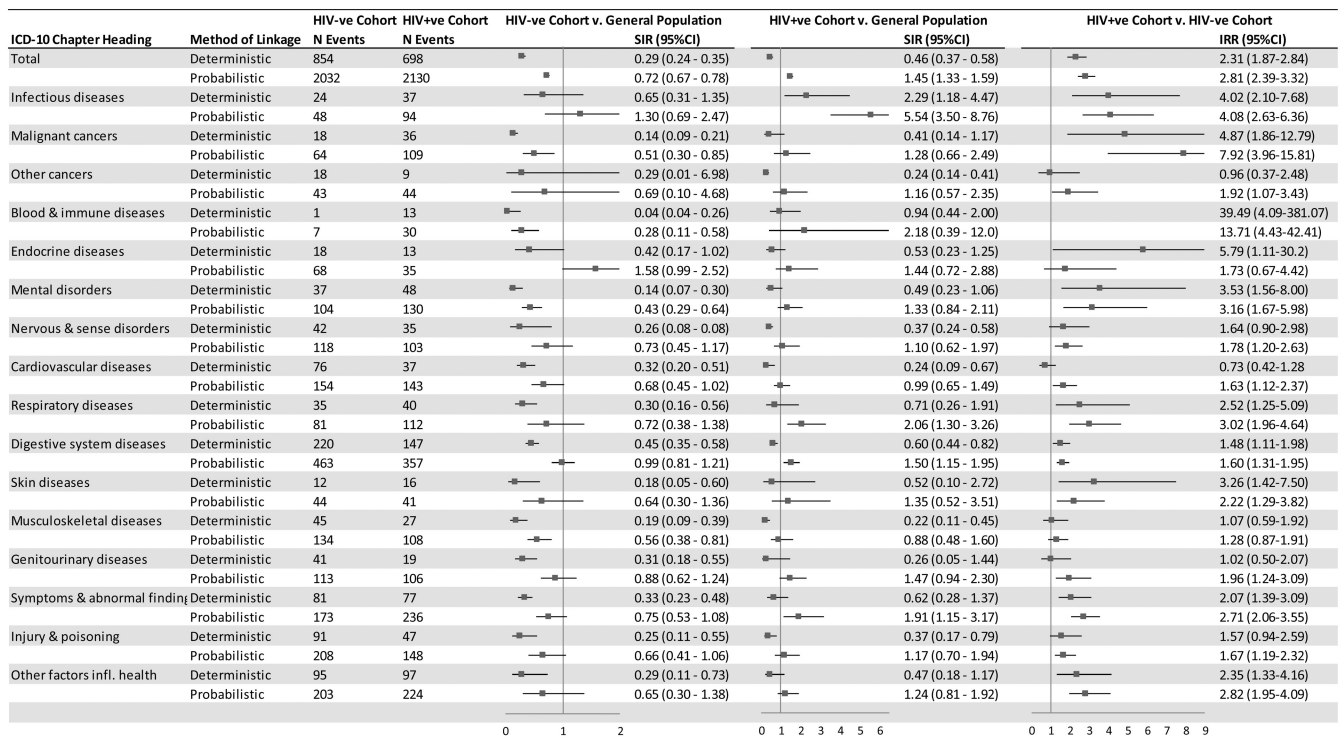 HIV-ve Cohort HIV+ve Cohort HIV-ve Cohort v. General Population HIV+ve Cohort v. General Population HIV+ve Cohort v. HIV-ve Cohort
ICD-10 Chapter Heading Method of Linkage N Events N Events SIR (95%CI) SIR (95%CI) IRR (95%CI)
Total Deterministic 854 698 0.29 (0.24 - 0.35) 0.46 (0.37 - 0.58) 2.31 (1.87-2.84)
Probabilistic 2032 2130 0.72 (0.67 - 0.78) 1.45 (1.33 - 1.59) 2.81 (2.39-3.32)
Infectious diseases Deterministic 24 37 0.65 (0.31 - 1.35) 2.29 (1.18 - 4.47) 4.02 (2.10-7.68)
Probabilistic 48 94 1.30 (0.69 - 2.47) 5.54 (3.50 - 8.76) 4.08 (2.63-6.36)
Malignant cancers Deterministic 18 36 0.14 (0.09 - 0.21) 0.41 (0.14 - 1.17) 4.87 (1.86-12.79)
Probabilistic 64 109 0.51 (0.30 - 0.85) 1.28 (0.66 - 2.49) 7.92 (3.96-15.81)
Other cancers Deterministic 18 9 0.29 (0.01 - 6.98) 0.24 (0.14 - 0.41) 0.96 (0.37-2.48)
Probabilistic 43 44 0.69 (0.10 - 4.68) 1.16 (0.57 - 2.35) 1.92 (1.07-3.43)
Blood & immune diseases Deterministic 1 13 0.04 (0.04 - 0.26) 0.94 (0.44 - 2.00) 39.49 (4.09-381.07)
Probabilistic 7 30 0.28 (0.11 - 0.58) 2.18 (0.39 - 12.0) 13.71 (4.43-42.41)
Endocrine diseases Deterministic 18 13 0.42 (0.17 - 1.02) 0.53 (0.23 - 1.25) 5.79 (1.11-30.2)
Probabilistic 68 35 1.58 (0.99 - 2.52) 1.44 (0.72 - 2.88) 1.73 (0.67-4.42)
Mental disorders Deterministic 37 48 0.14 (0.07 - 0.30) 0.49 (0.23 - 1.06) 3.53 (1.56-8.00)
Probabilistic 104 130 0.43 (0.29 - 0.64) 1.33 (0.84 - 2.11) 3.16 (1.67-5.98)
Nervous & sense disorders Deterministic 42 35 0.26 (0.08 - 0.08) 0.37 (0.24 - 0.58) 1.64 (0.90-2.98)
Probabilistic 118 103 0.73 (0.45 - 1.17) 1.10 (0.62 - 1.97) 1.78 (1.20-2.63)
Cardiovascular diseases Deterministic 76 37 0.32 (0.20 - 0.51) 0.24 (0.09 - 0.67) 0.73 (0.42-1.28
Probabilistic 154 143 0.68 (0.45 - 1.02) 0.99 (0.65 - 1.49) 1.63 (1.12-2.37)
Respiratory diseases Deterministic 35 40 0.30 (0.16 - 0.56) 0.71 (0.26 - 1.91) 2.52 (1.25-5.09)
Probabilistic 81 112 0.72 (0.38 - 1.38) 2.06 (1.30 - 3.26) 3.02 (1.96-4.64)
Digestive system diseases Deterministic 220 147 0.45 (0.35 - 0.58) 0.60 (0.44 - 0.82) 1.48 (1.11-1.98)
Probabilistic 463 357 0.99 (0.81 - 1.21) 1.50 (1.15 - 1.95) 1.60 (1.31-1.95)
Skin diseases Deterministic 12 16 0.18 (0.05 - 0.60) 0.52 (0.10 - 2.72) 3.26 (1.42-7.50)
Probabilistic 44 41 0.64 (0.30 - 1.36) 1.35 (0.52 - 3.51) 2.22 (1.29-3.82)
Musculoskeletal diseases Deterministic 45 27 0.19 (0.09 - 0.39) 0.22 (0.11 - 0.45) 1.07 (0.59-1.92)
Probabilistic 134 108 0.56 (0.38 - 0.81) 0.88 (0.48 - 1.60) 1.28 (0.87-1.91)
Genitourinary diseases Deterministic 41 19 0.31 (0.18 - 0.55) 0.26 (0.05 - 1.44) 1.02 (0.50-2.07)
Probabilistic 113 106 0.88 (0.62 - 1.24) 1.47 (0.94 - 2.30) 1.96 (1.24-3.09)
Symptoms & abnormal finding Deterministic 81 77 0.33 (0.23 - 0.48) 0.62 (0.28 - 1.37) 2.07 (1.39-3.09)
Probabilistic 173 236 0.75 (0.53 - 1.08) 1.91 (1.15 - 3.17) 2.71 (2.06-3.55)
Injury & poisoning Deterministic 91 47 0.25 (0.11 - 0.55) 0.37 (0.17 - 0.79) 1.57 (0.94-2.59)
Probabilistic 208 148 0.66 (0.41 - 1.06) 1.17 (0.70 - 1.94) 1.67 (1.19-2.32)
Other factors infl. health Deterministic 95 97 0.29 (0.11 - 0.73) 0.47 (0.18 - 1.17) 2.35 (1.33-4.16)
Probabilistic 203 224 0.65 (0.30 - 1.38) 1.24 (0.81 - 1.92) 2.82 (1.95-4.09)
0 1 2 0 1 2 3 4 5 6 0 1 2 3 4 5 6 7 8 9